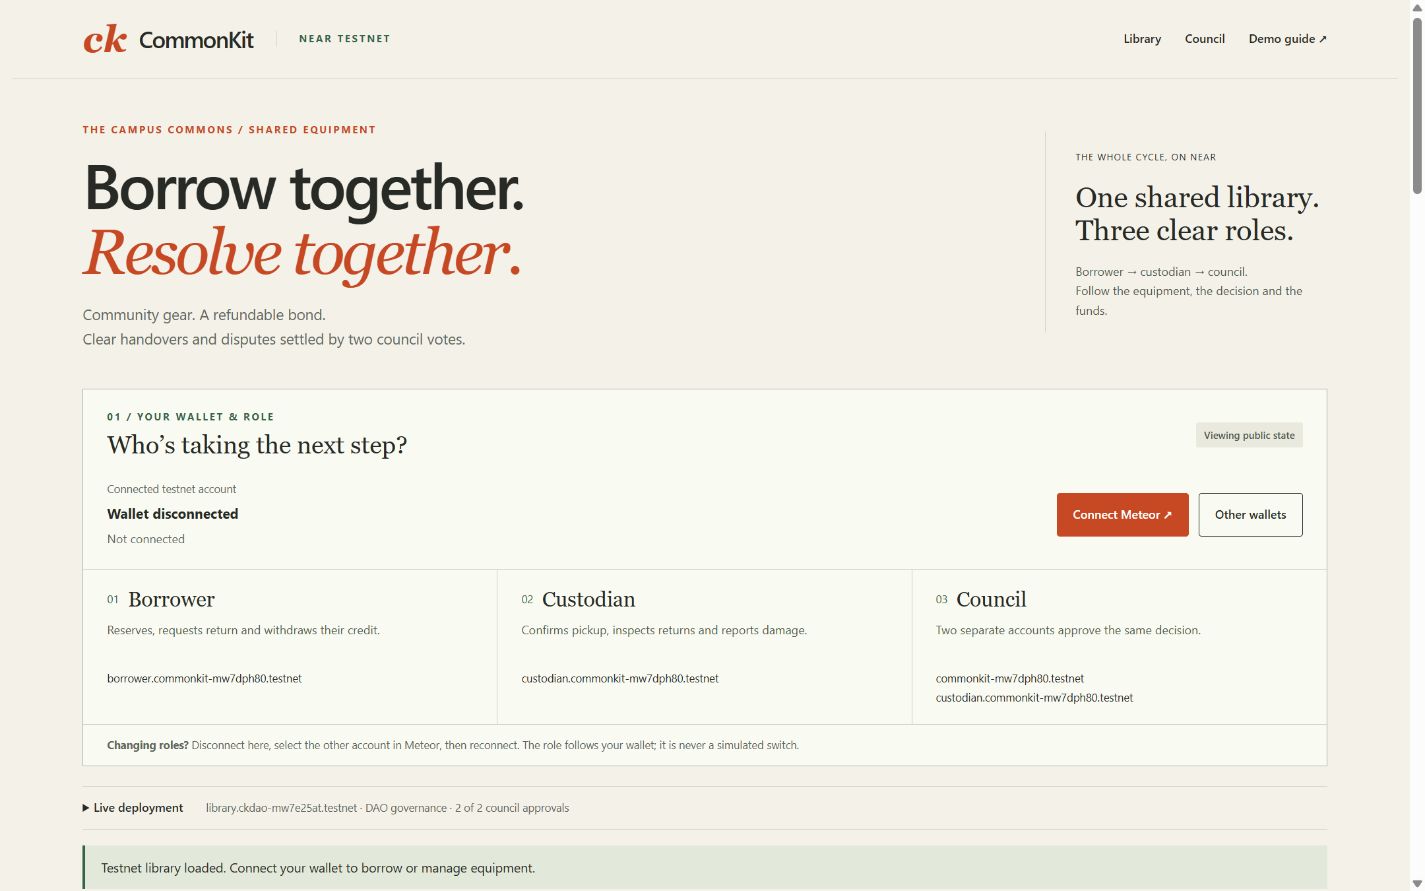 ck CommonKit NEAR TESTNET Library Council Demo guide ↗
THE CAMPUS COMMONS / SHARED EQUIPMENT
Borrow together.
Resolve together.
Community gear. A refundable bond.
Clear handovers and disputes settled by two council votes.
THE WHOLE CYCLE, ON NEAR
One shared library.
Three clear roles.
Borrower → custodian → council.
Follow the equipment, the decision and the
funds.
01 / YOUR WALLET & ROLE
Who’s taking the next step?
Viewing public state
Connected testnet account
Wallet disconnected
Not connected
Connect Meteor ↗ Other wallets
01 Borrower
Reserves, requests return and withdraws their credit.
borrower.commonkit-mw7dph80.testnet
02 Custodian
Confirms pickup, inspects returns and reports damage.
custodian.commonkit-mw7dph80.testnet
03 Council
Two separate accounts approve the same decision.
commonkit-mw7dph80.testnet
custodian.commonkit-mw7dph80.testnet
Changing roles? Disconnect here, select the other account in Meteor, then reconnect. The role follows your wallet; it is never a simulated switch.
▶ Live deployment library.ckdao-mw7e25at.testnet · DAO governance · 2 of 2 council approvals
Testnet library loaded. Connect your wallet to borrow or manage equipment.